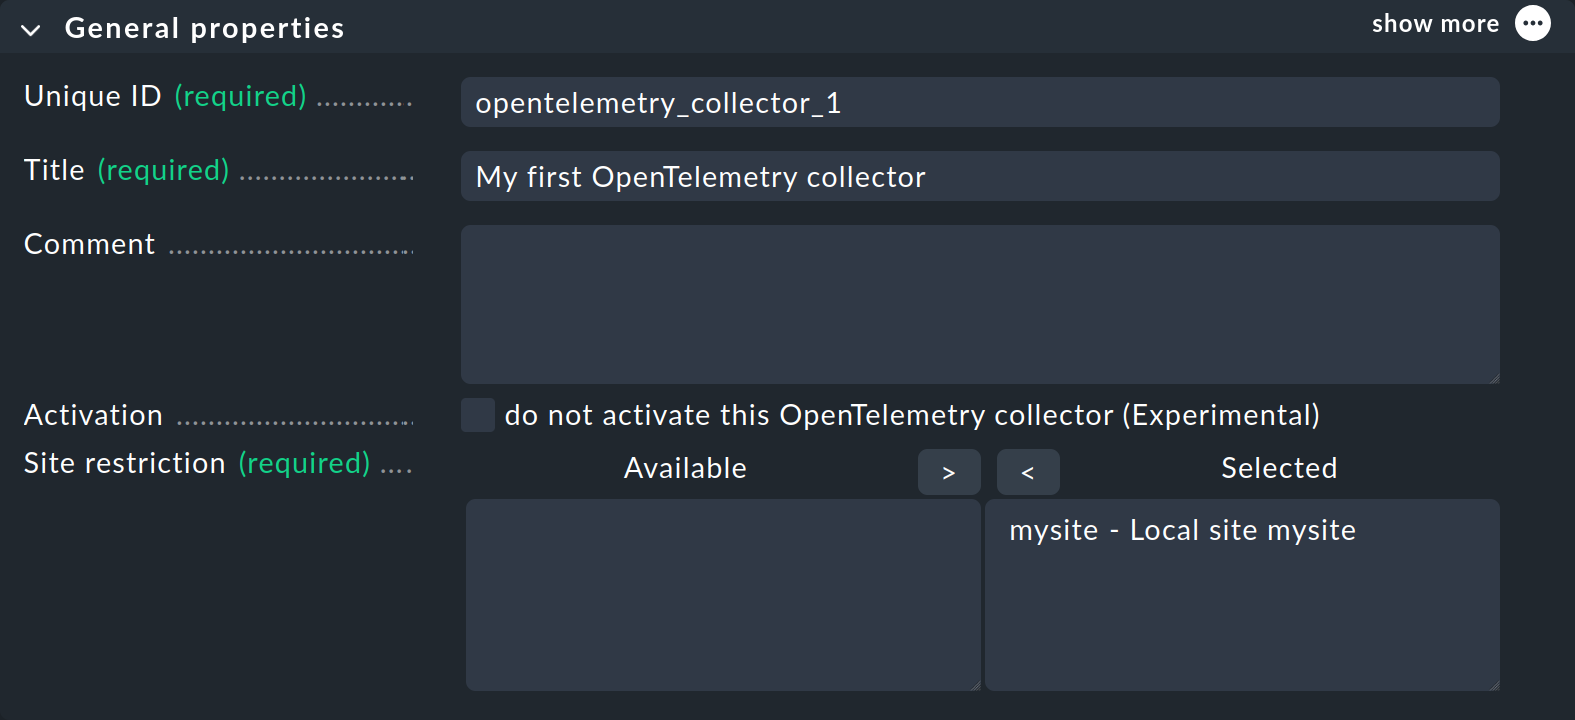 General properties
show more
Unique ID (required)
opentelemetry_collector_1
Title (required)
My first OpenTelemetry collector
Comment
Activation
do not activate this OpenTelemetry collector (Experimental)
Site restriction (required)
Available > < Selected
mysite - Local site mysite